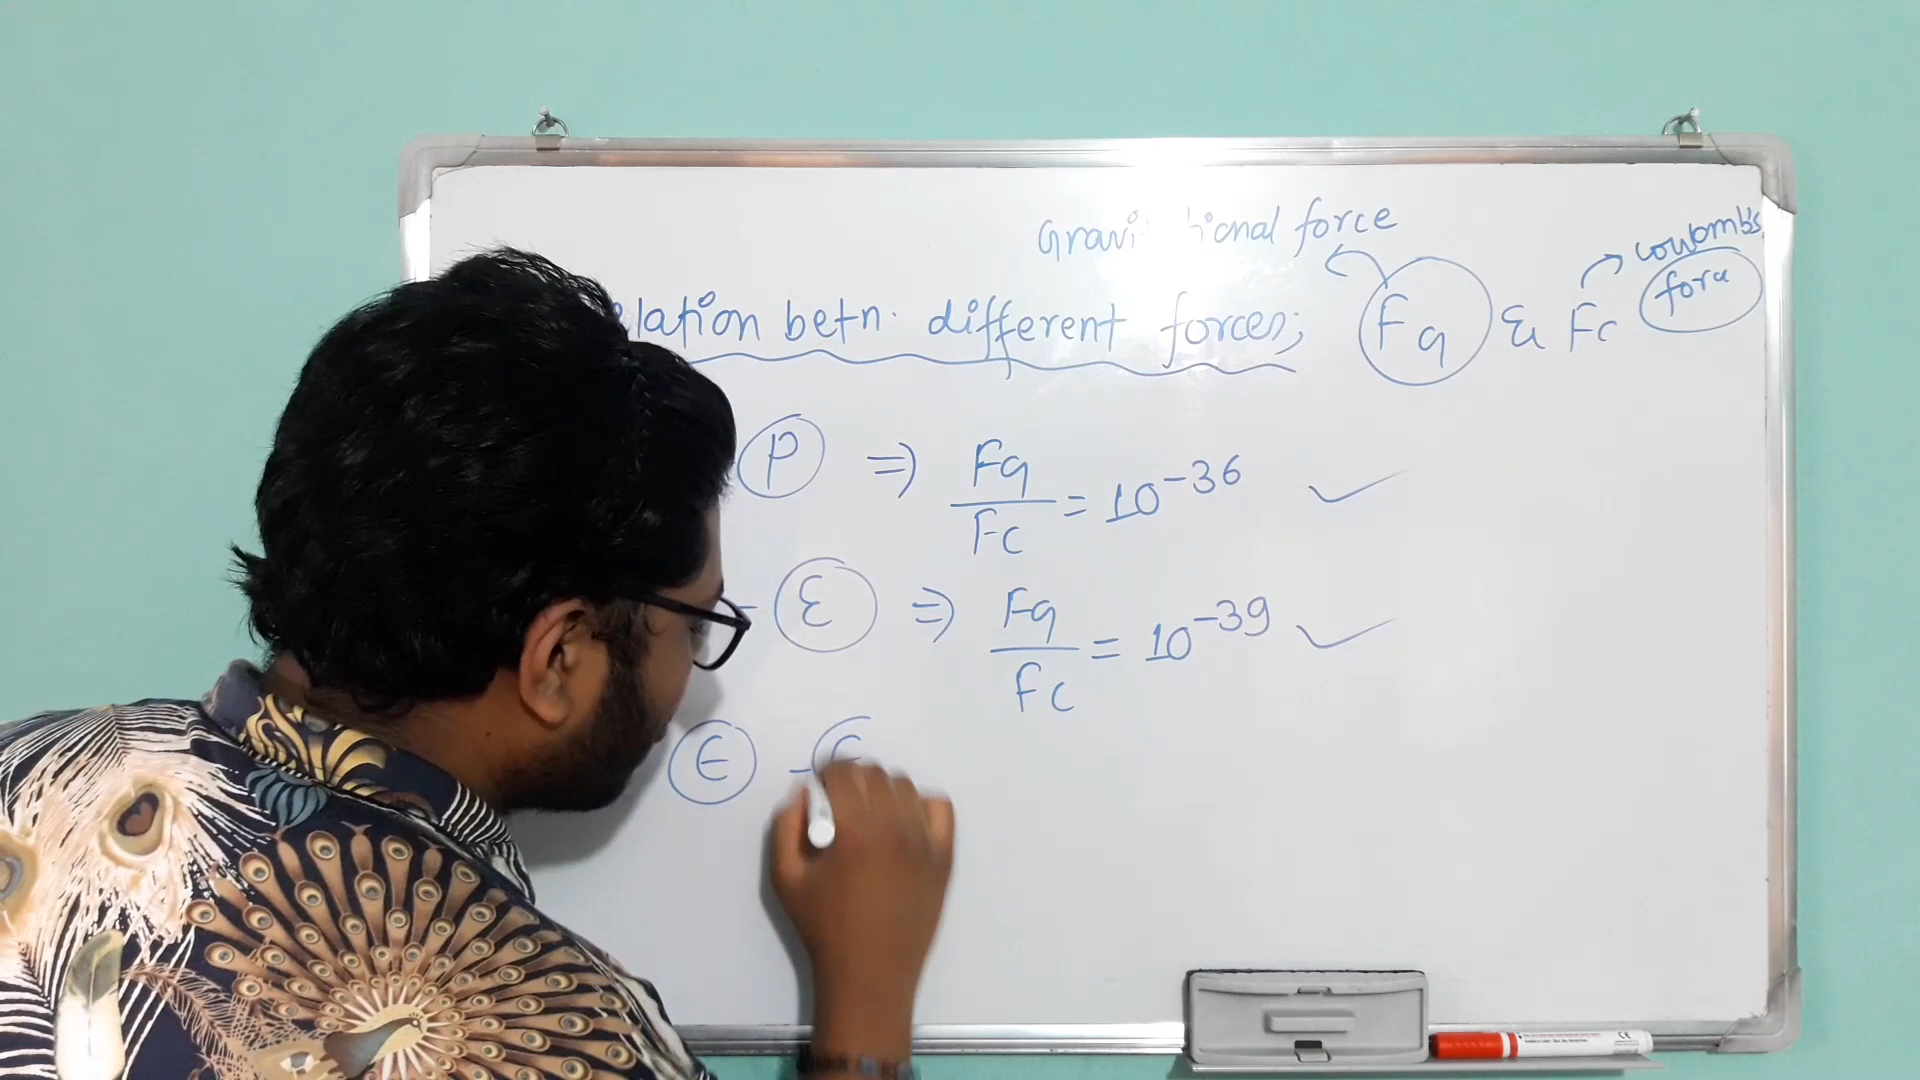 Gravi tional force
Coulomb's
force
elation betn. different forces; Fg & Fc
P => Fg/Fc = 10^-36 ✓
- E => Fg/Fc = 10^-39 ✓
E -